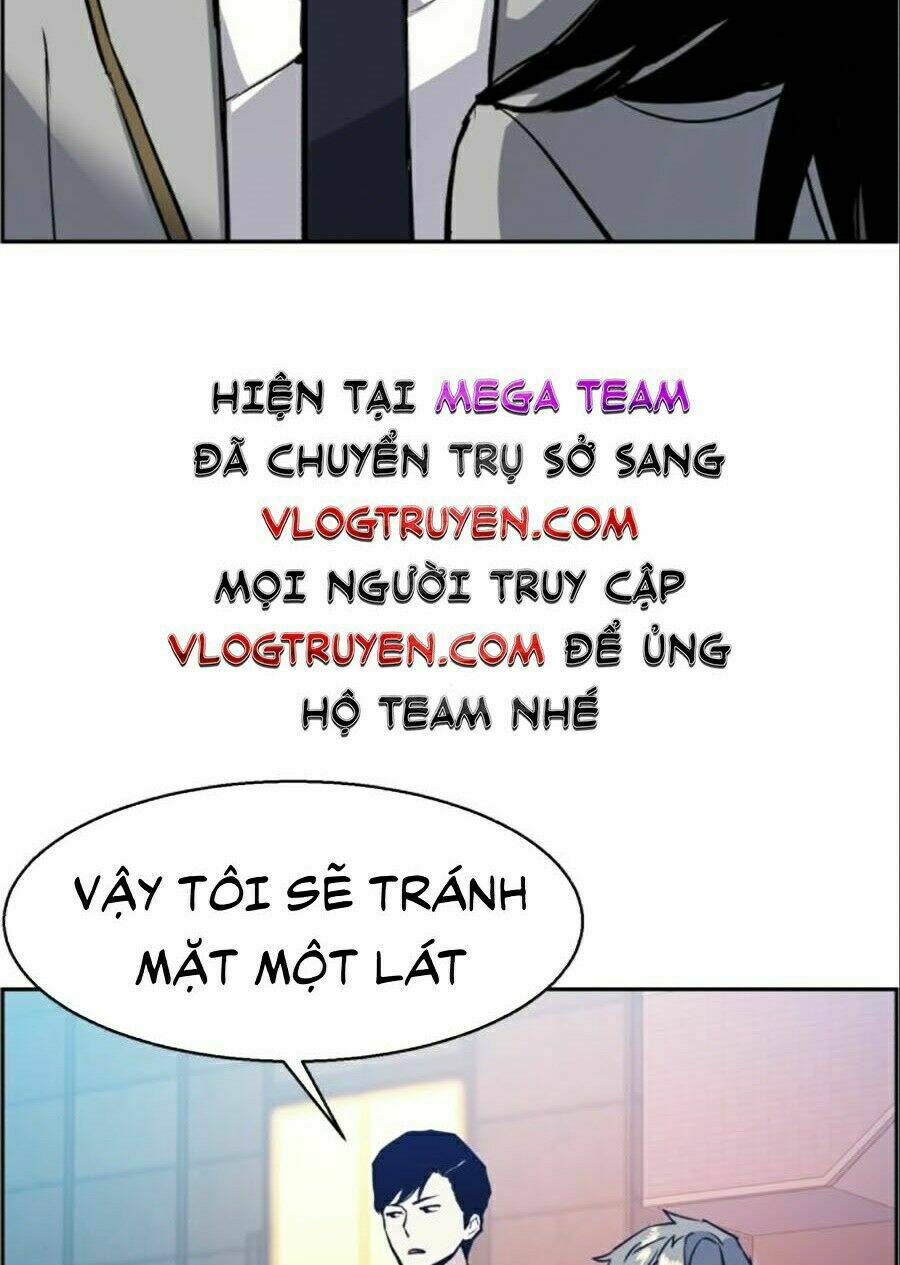 HIỆN TẠI MEGA TEAM
ĐÃ CHUYỂN TRỤ SỞ SANG
VLOGTRUYEN.COM
MỌI NGƯỜI TRUY CẬP
VLOGTRUYEN.COM ĐỂ ỦNG
HỘ TEAM NHÉ
VẬY TÔI SẼ TRÁNH
MẶT MỘT LÁT